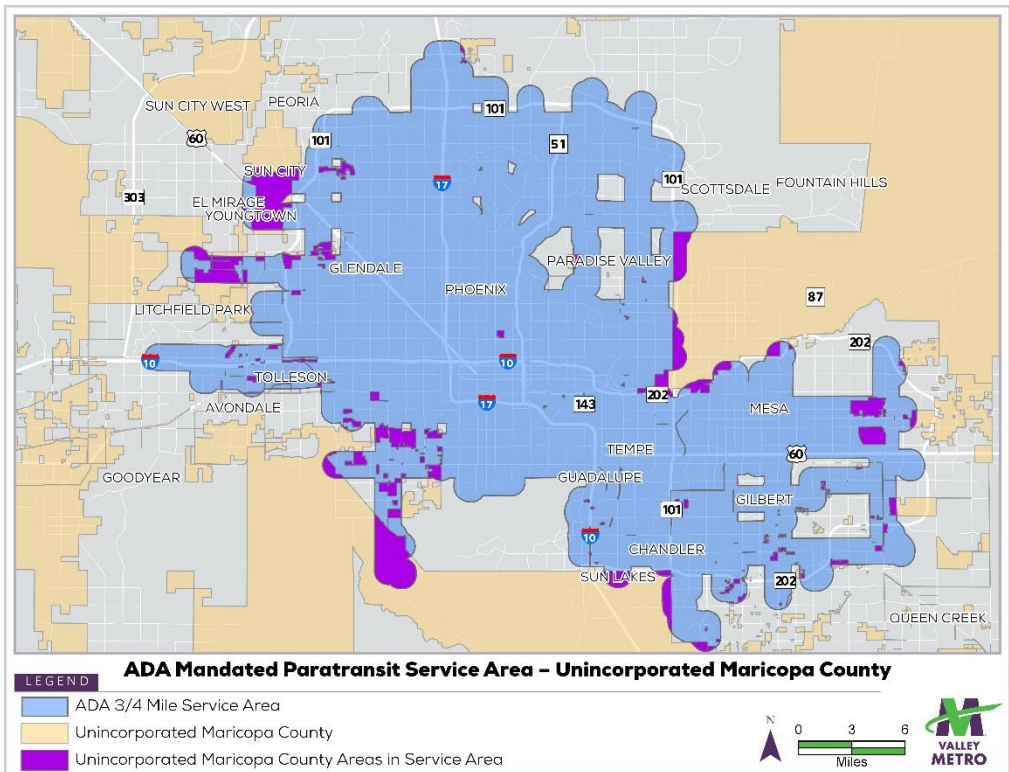 SUN CITY WEST
PEORIA
101
60
101
51
SUN CITY
17
101
SCOTTSDALE
FOUNTAIN HILLS
303
EL MIRAGE
YOUNGTOWN
GLENDALE
PARADISE VALLEY
PHOENIX
87
LITCHFIELD PARK
202
10
10
TOLLESON
202
AVONDALE
17
143
MESA
TEMPE
60
GOODYEAR
GUADALUPE
GILBERT
101
10
CHANDLER
SUN LAKES
202
QUEEN CREEK
ADA Mandated Paratransit Service Area – Unincorporated Maricopa County
LEGEND
ADA 3/4 Mile Service Area
Unincorporated Maricopa County
Unincorporated Maricopa County Areas in Service Area
N
0 3 6
Miles
VALLEY
METRO